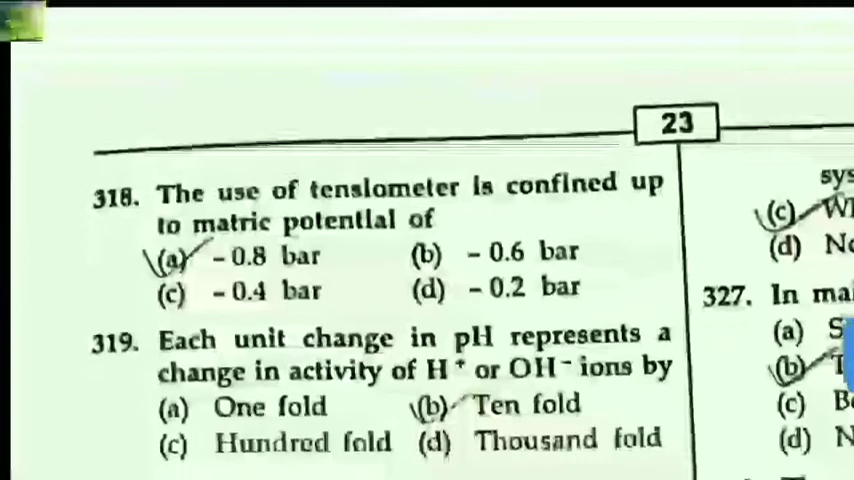 23
318. The use of tensiometer is confined up
to matric potential of
(a) - 0.8 bar (b) - 0.6 bar
(c) - 0.4 bar (d) - 0.2 bar
319. Each unit change in pH represents a
change in activity of H+ or OH- ions by
(a) One fold (b) Ten fold
(c) Hundred fold (d) Thousand fold
(c)
(d)
327. In
(a)
(b)
(c)
(d)